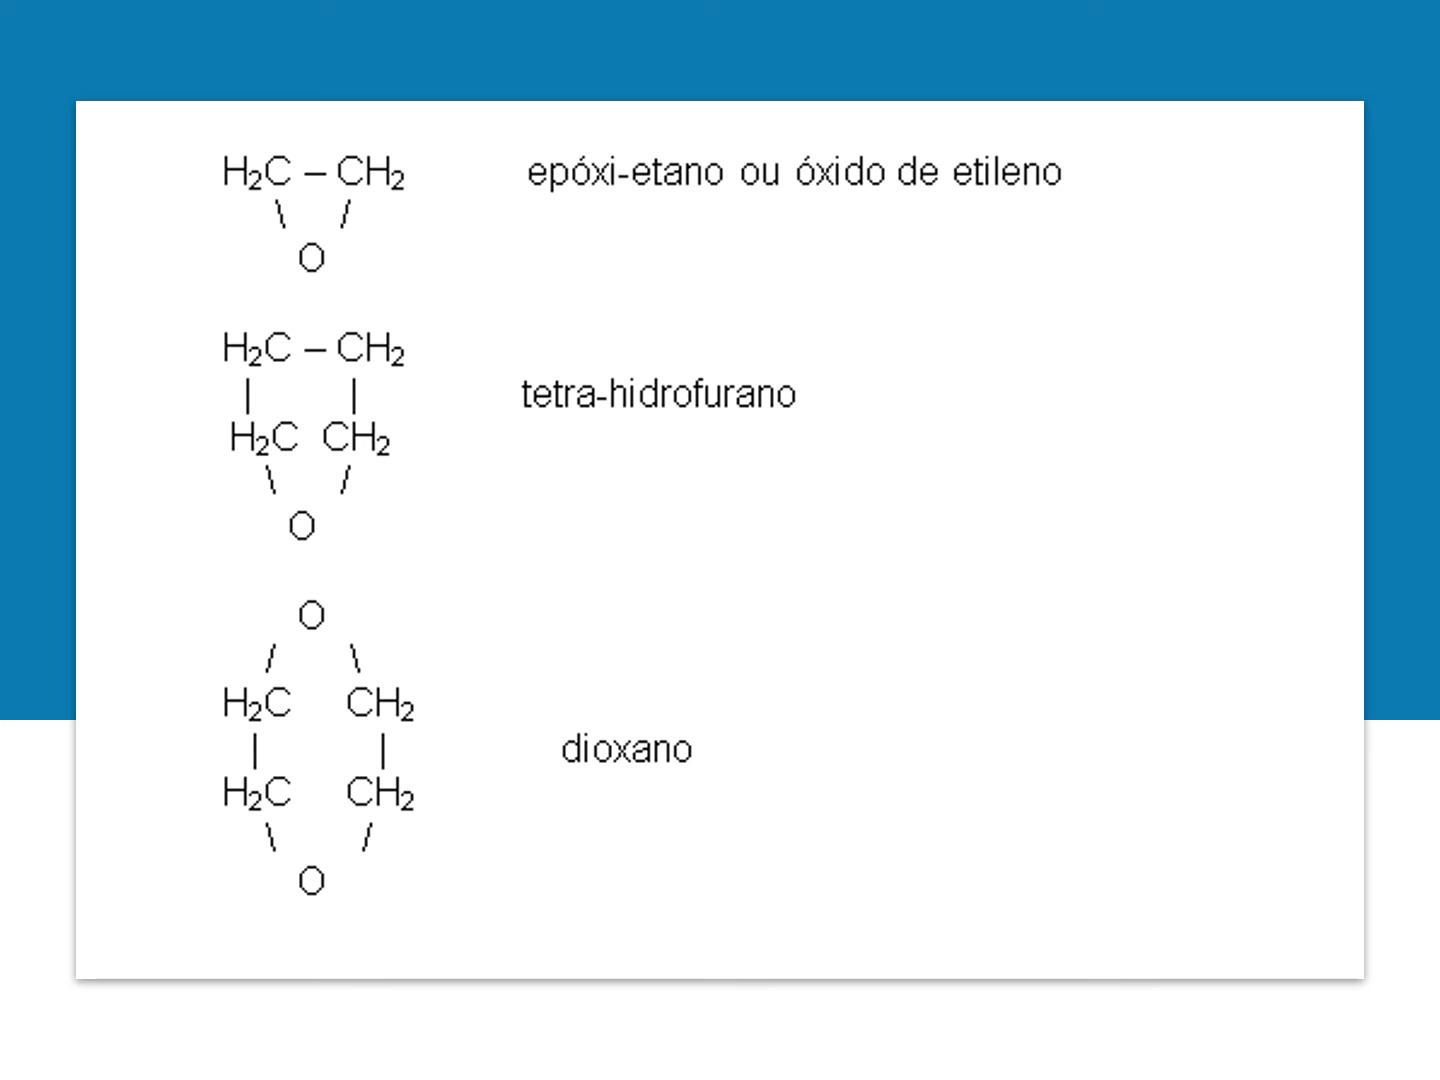 H₂C – CH₂ epóxi-etano ou óxido de etileno
\ /
O
H₂C – CH₂
| | tetra-hidrofurano
H₂C CH₂
\ /
O
O
/ \
H₂C CH₂
| | dioxano
H₂C CH₂
\ /
O